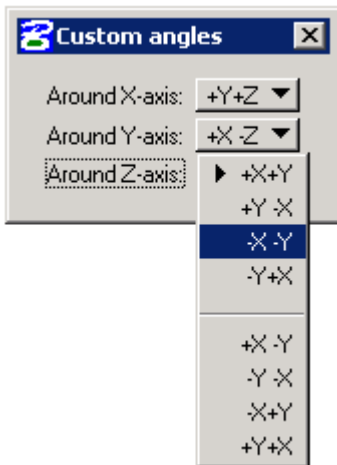 Custom angles
Around X-axis: +Y+Z
Around Y-axis: +X -Z
Around Z-axis: +X+Y
+Y -X
-X -Y
-Y+X
+X -Y
-Y -X
-X+Y
+Y+X